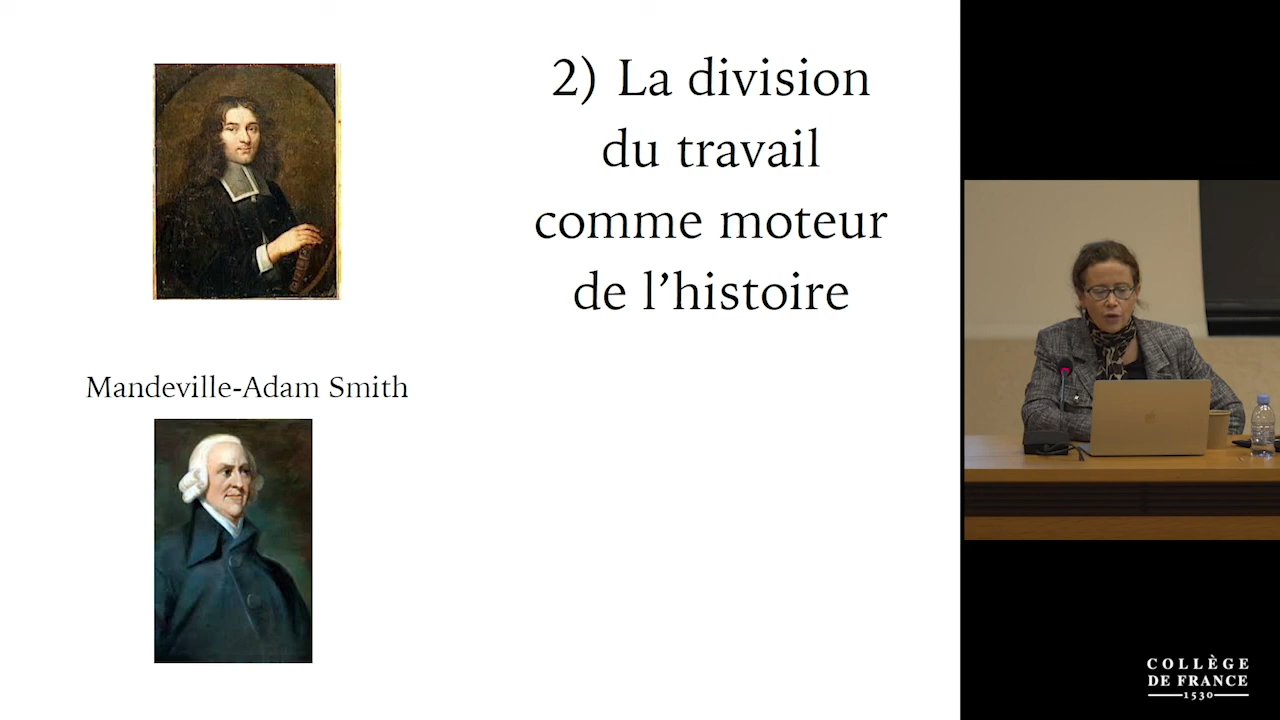 2) La division
du travail
comme moteur
de l’histoire
Mandeville-Adam Smith
COLLÈGE
DE FRANCE
1530